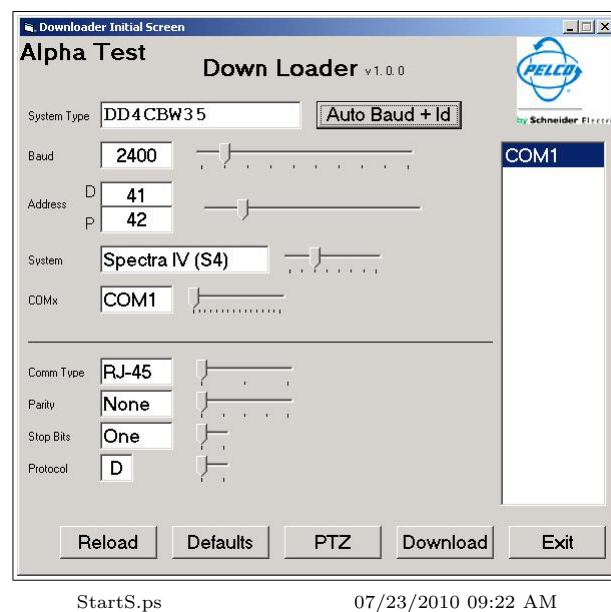 Downloader Initial Screen
Alpha Test
Down Loader v1.0.0
PELCO
by Schneider Electri
System Type DD4CBW35 Auto Baud + Id
Baud 2400
COM1
Address D 41
P 42
System Spectra IV (S4)
COMx COM1
Comm Type RJ-45
Parity None
Stop Bits One
Protocol D
Reload Defaults PTZ Download Exit
StartS.ps 07/23/2010 09:22 AM